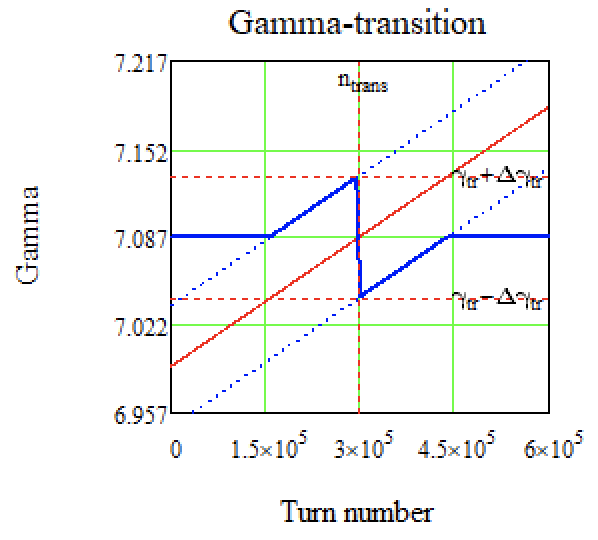 Gamma-transition
7.217
n_trans
7.152
γ_tr+Δγ_tr
7.087
γ_tr−Δγ_tr
7.022
6.957
Gamma
0 1.5×10^5 3×10^5 4.5×10^5 6×10^5
Turn number